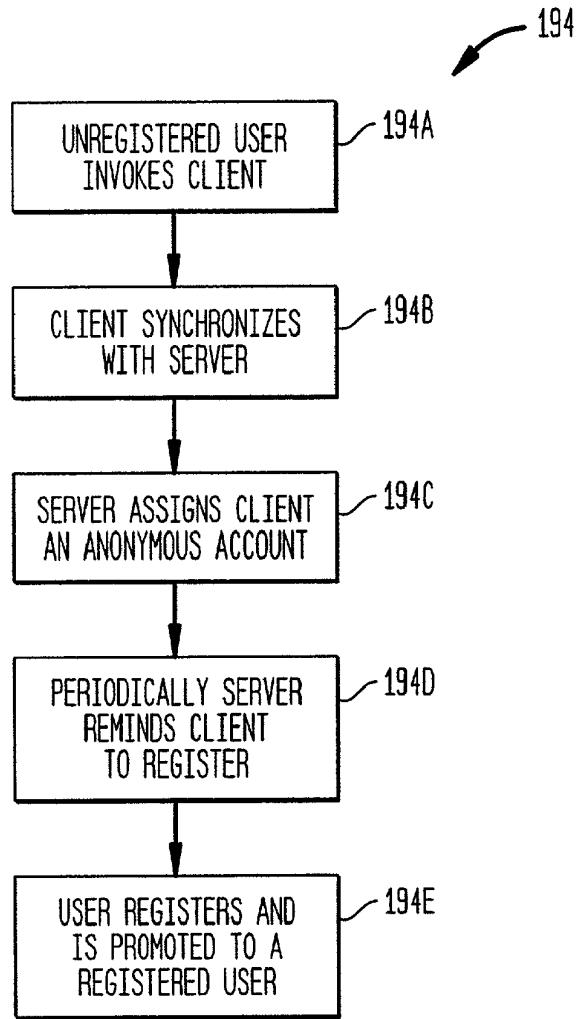 194
UNREGISTERED USER
INVOKES CLIENT
194A
CLIENT SYNCHRONIZES
WITH SERVER
194B
SERVER ASSIGNS CLIENT
AN ANONYMOUS ACCOUNT
194C
PERIODICALLY SERVER
REMINDS CLIENT
TO REGISTER
194D
USER REGISTERS AND
IS PROMOTED TO A
REGISTERED USER
194E